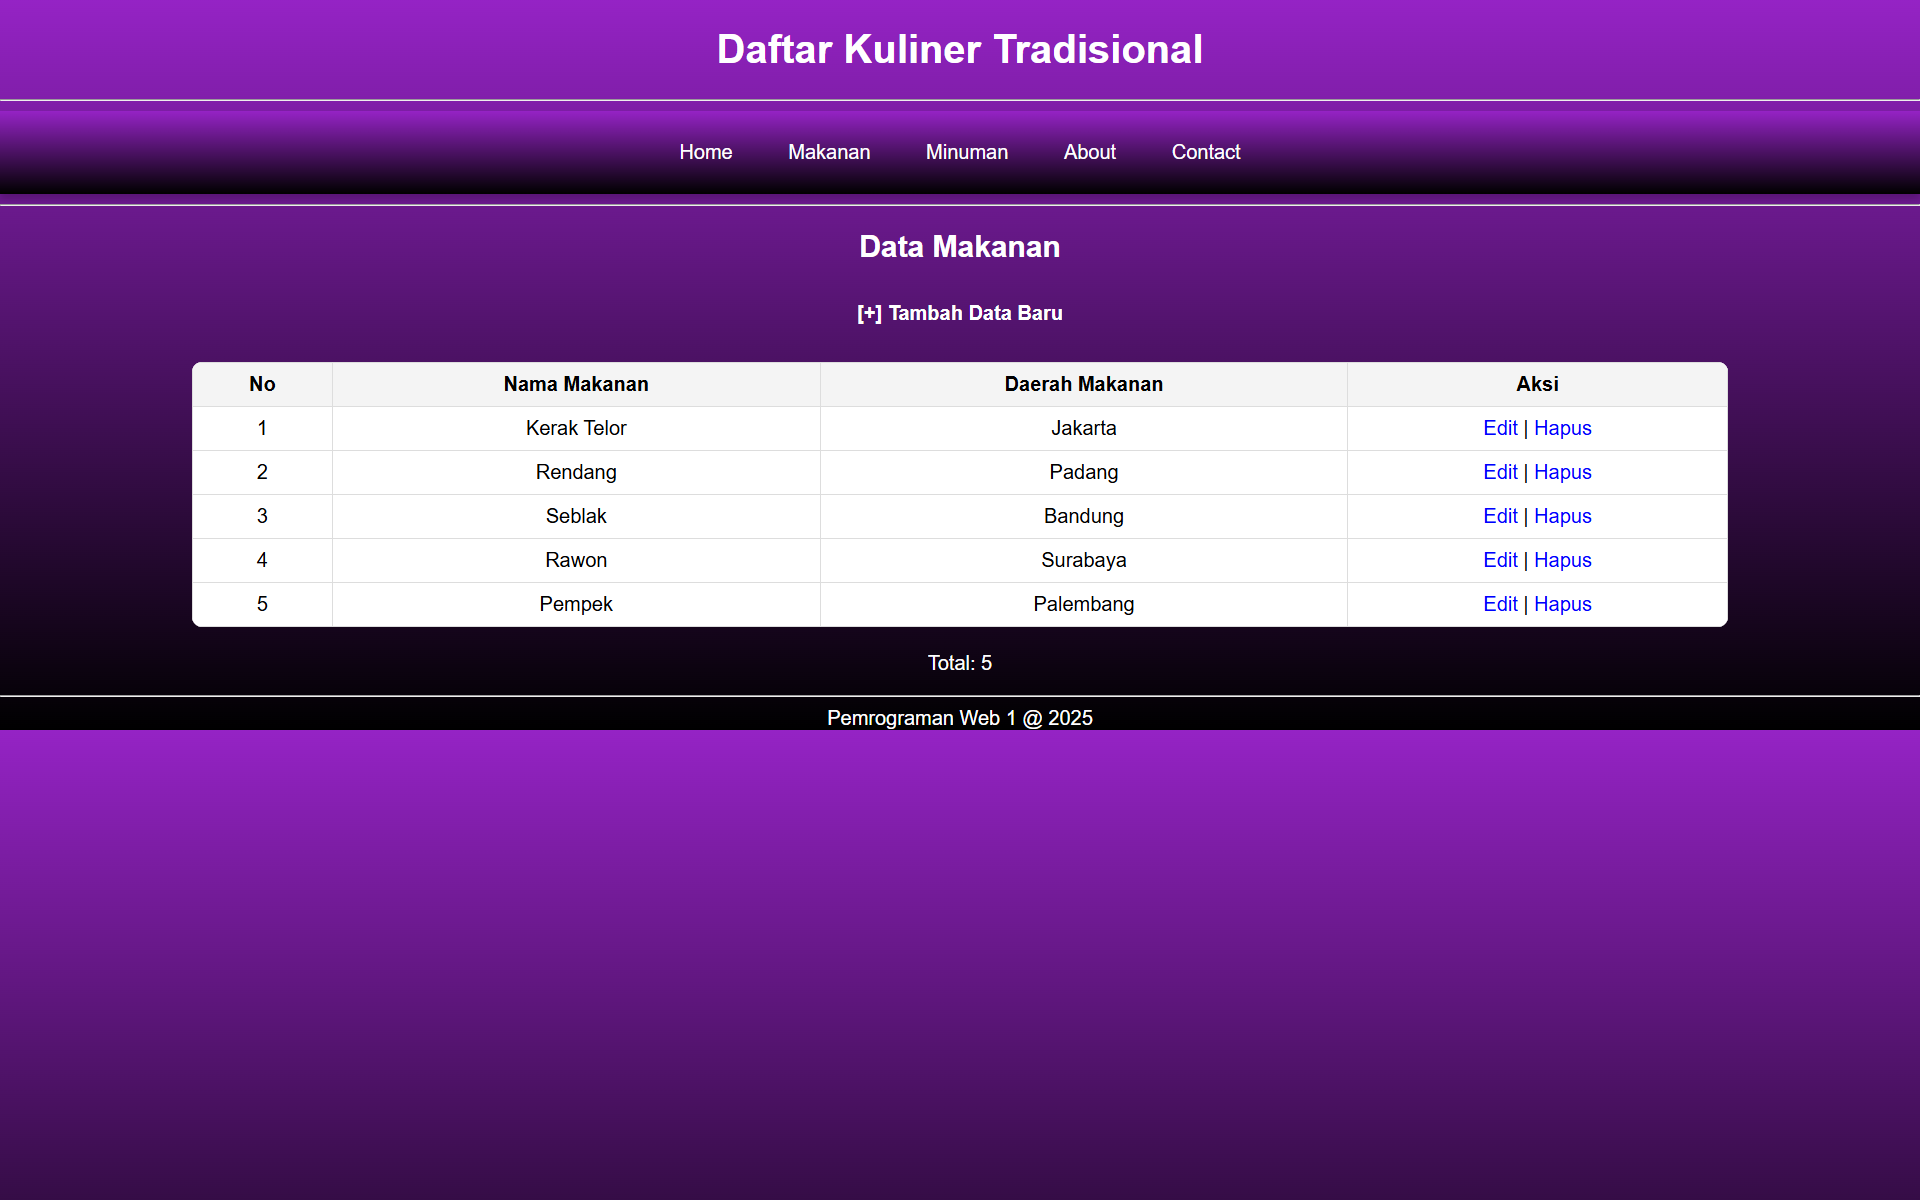 Daftar Kuliner Tradisional
Home Makanan Minuman About Contact
Data Makanan
[+] Tambah Data Baru
No Nama Makanan Daerah Makanan Aksi
1 Kerak Telor Jakarta Edit | Hapus
2 Rendang Padang Edit | Hapus
3 Seblak Bandung Edit | Hapus
4 Rawon Surabaya Edit | Hapus
5 Pempek Palembang Edit | Hapus
Total: 5
Pemrograman Web 1 @ 2025